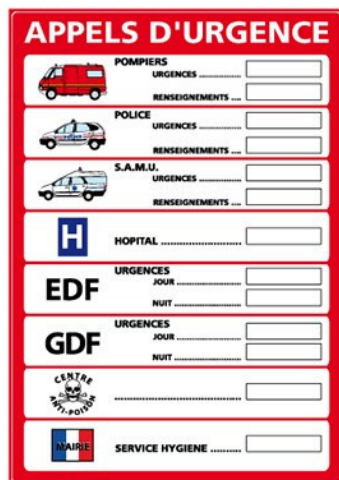 APPELS D'URGENCE
POMPIERS
URGENCES ..............
RENSEIGNEMENTS ....
POLICE
URGENCES ..............
RENSEIGNEMENTS ....
S.A.M.U.
URGENCES ..............
RENSEIGNEMENTS ....
H
HOPITAL ..........................
EDF
URGENCES
JOUR .....................
NUIT ......................
GDF
URGENCES
JOUR .....................
NUIT ......................
CENTRE
ANTI-POISON
..........................................
MAIRIE
SERVICE HYGIENE ..........